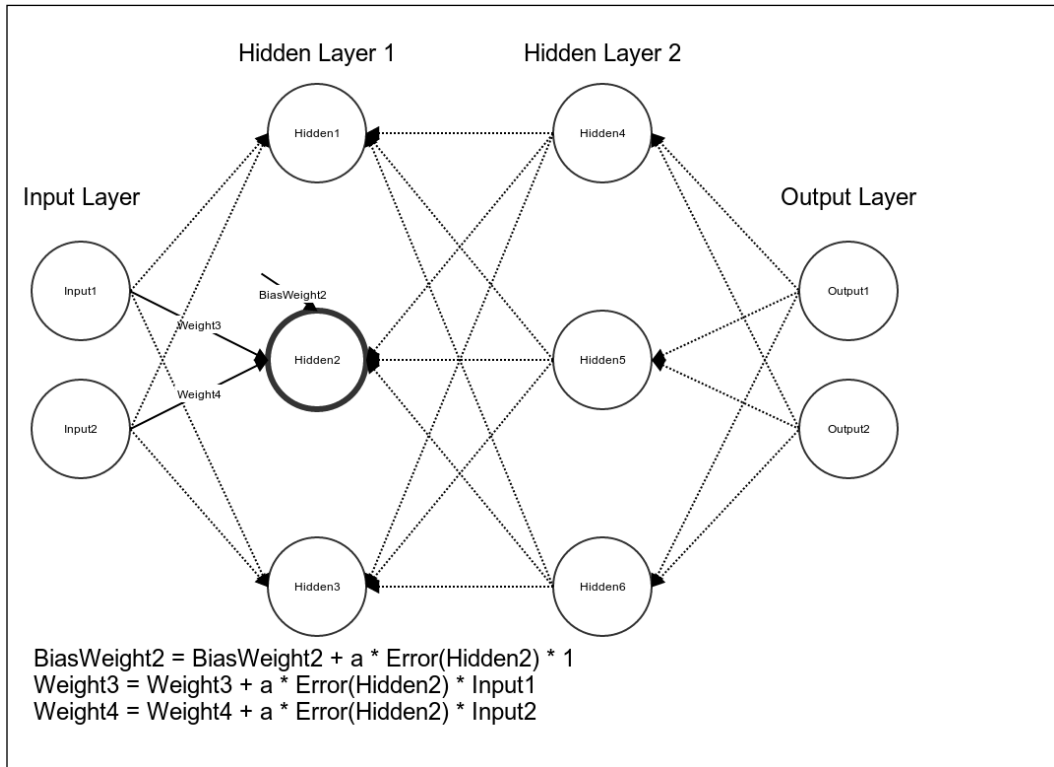 Hidden Layer 1
Hidden Layer 2
Hidden1
Hidden4
Input Layer
Output Layer
Input1
Output1
BiasWeight2
Weight3
Hidden2
Hidden5
Weight4
Input2
Output2
Hidden3
Hidden6
BiasWeight2 = BiasWeight2 + a * Error(Hidden2) * 1
Weight3 = Weight3 + a * Error(Hidden2) * Input1
Weight4 = Weight4 + a * Error(Hidden2) * Input2